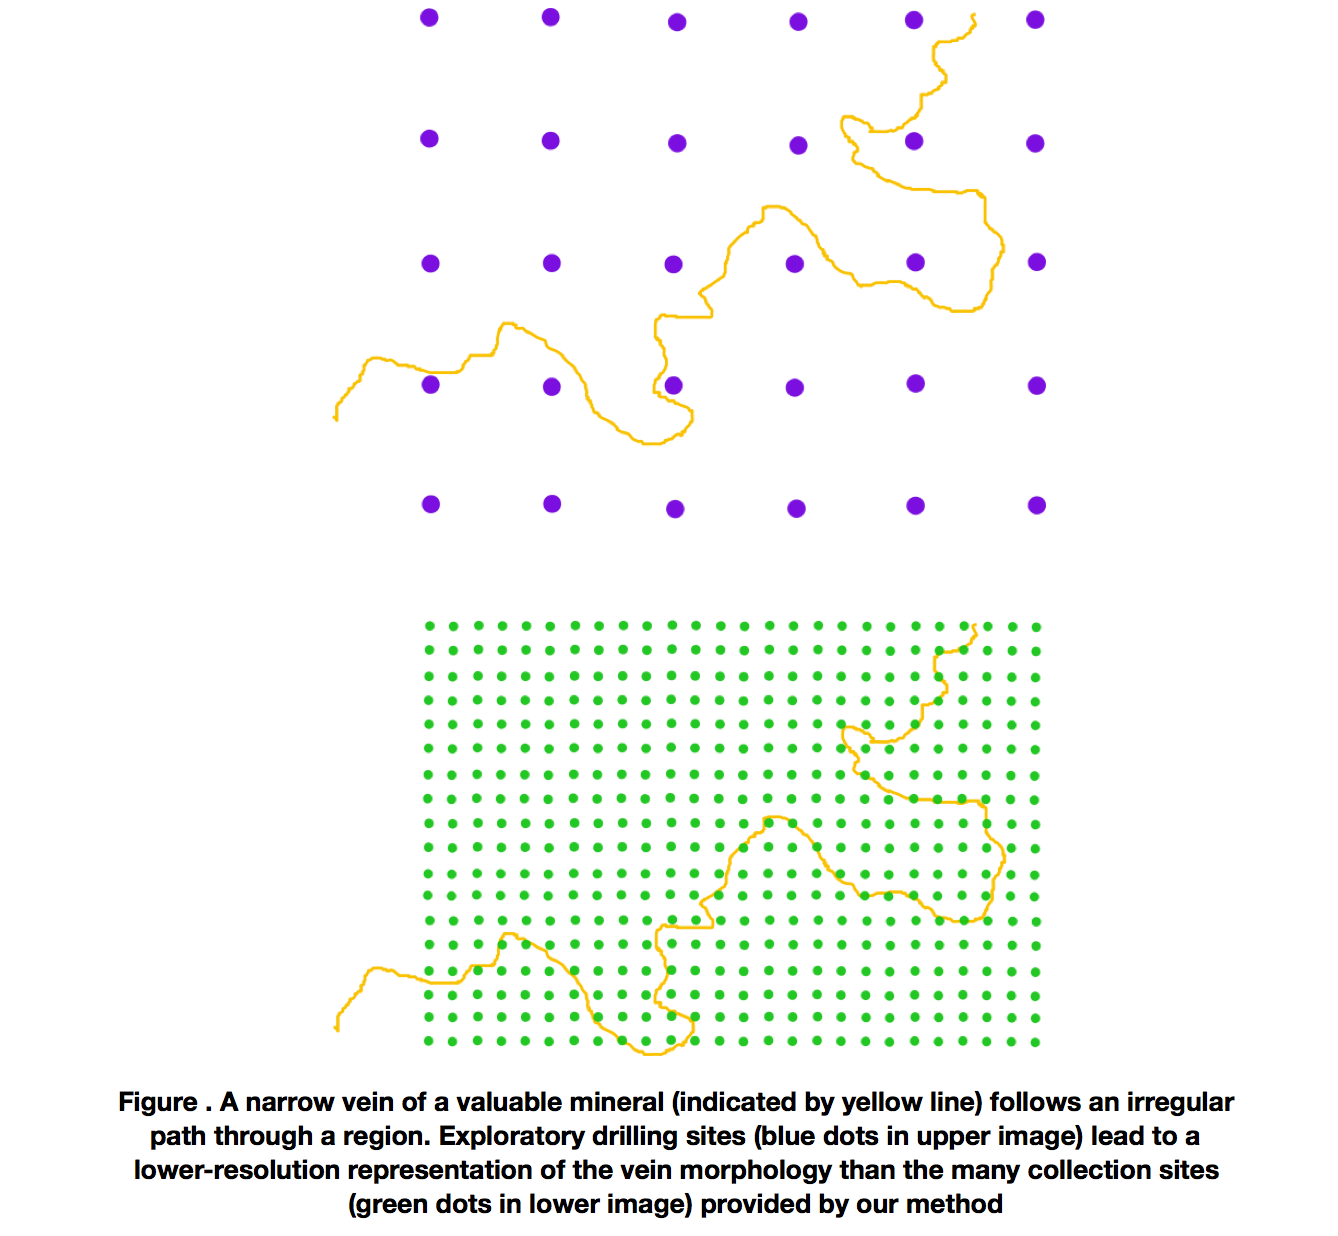 Figure . A narrow vein of a valuable mineral (indicated by yellow line) follows an irregular
path through a region. Exploratory drilling sites (blue dots in upper image) lead to a
lower-resolution representation of the vein morphology than the many collection sites
(green dots in lower image) provided by our method